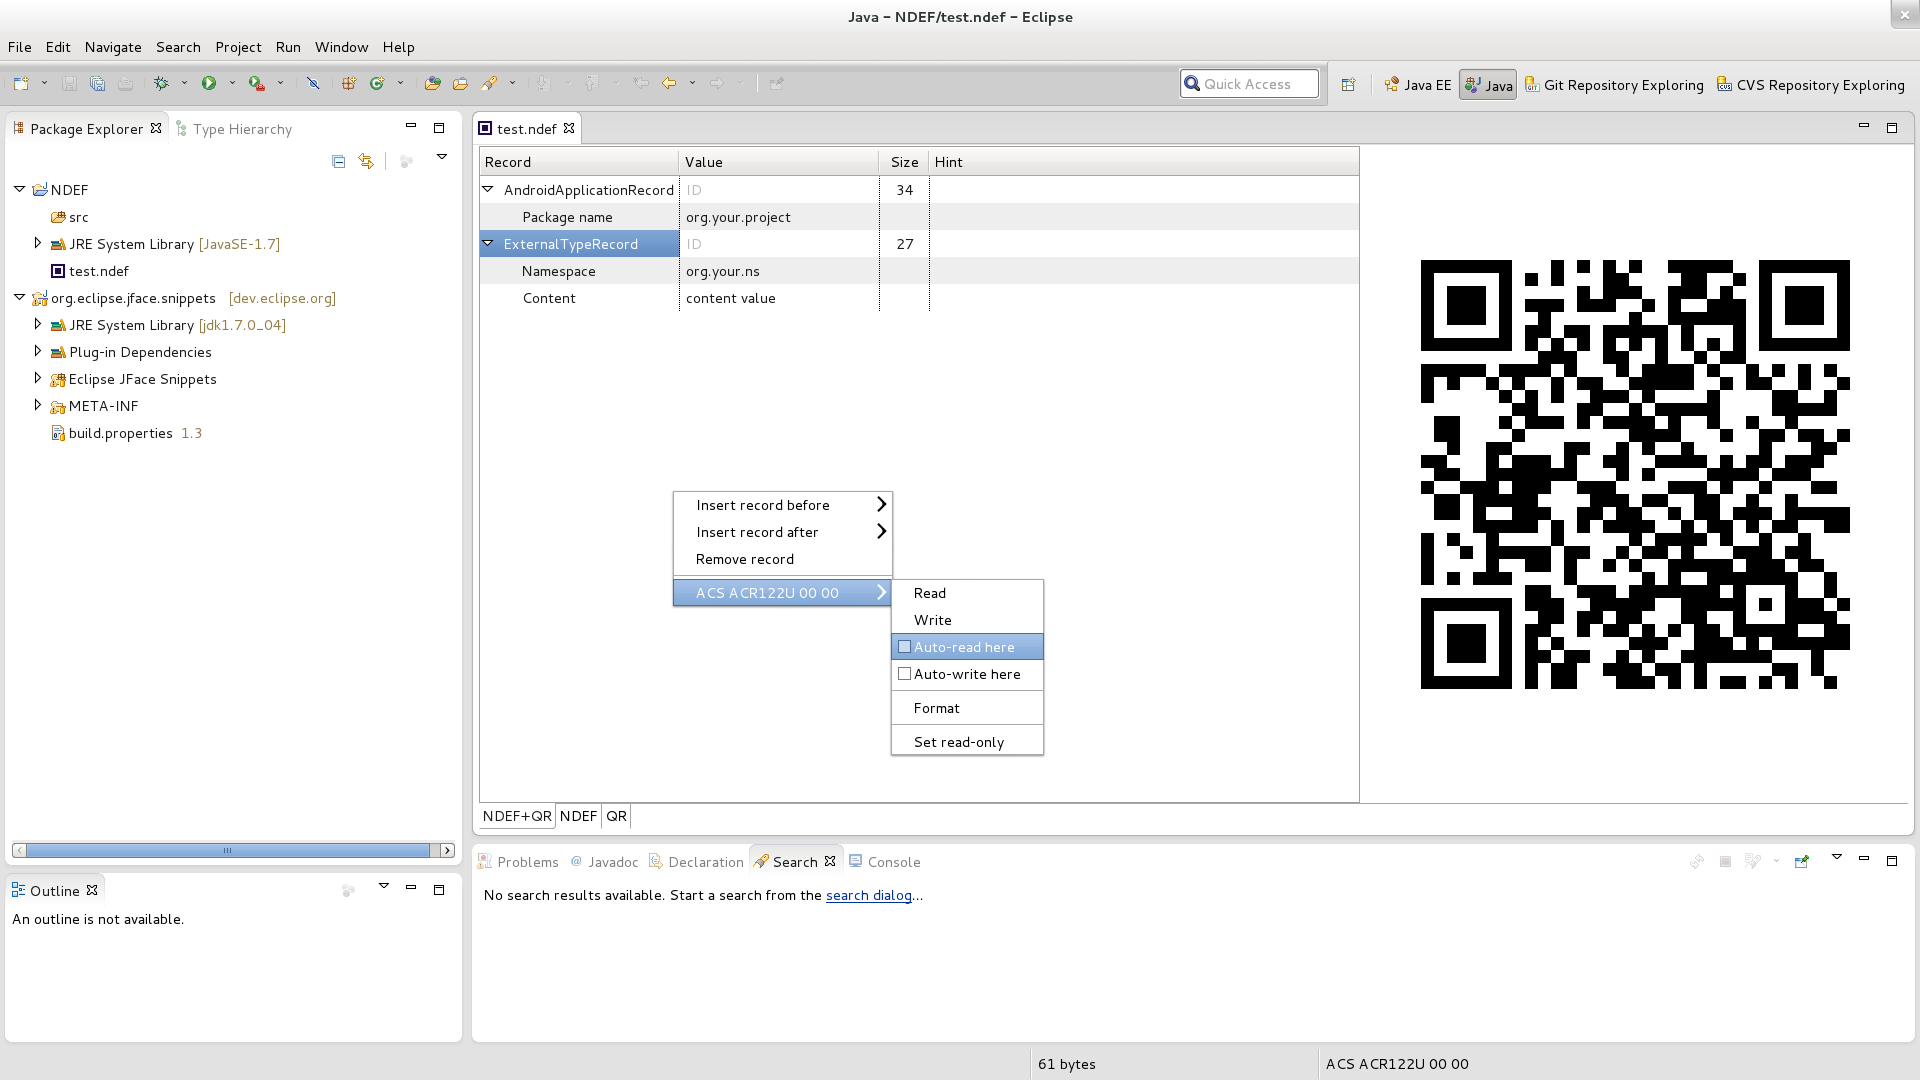 Java - NDEF/test.ndef - Eclipse
File Edit Navigate Search Project Run Window Help
Quick Access
Java EE
Java
Git Repository Exploring
CVS Repository Exploring
Package Explorer
Type Hierarchy
NDEF
src
JRE System Library [JavaSE-1.7]
test.ndef
org.eclipse.jface.snippets [dev.eclipse.org]
JRE System Library [jdk1.7.0_04]
Plug-in Dependencies
Eclipse JFace Snippets
META-INF
build.properties 1.3
Outline
An outline is not available.
test.ndef
Record Value Size Hint
AndroidApplicationRecord ID 34
Package name org.your.project
ExternalTypeRecord ID 27
Namespace org.your.ns
Content content value
Insert record before
Insert record after
Remove record
ACS ACR122U 00 00
Read
Write
Auto-read here
Auto-write here
Format
Set read-only
NDEF+QR NDEF QR
Problems Javadoc Declaration Search Console
No search results available. Start a search from the search dialog...
61 bytes
ACS ACR122U 00 00